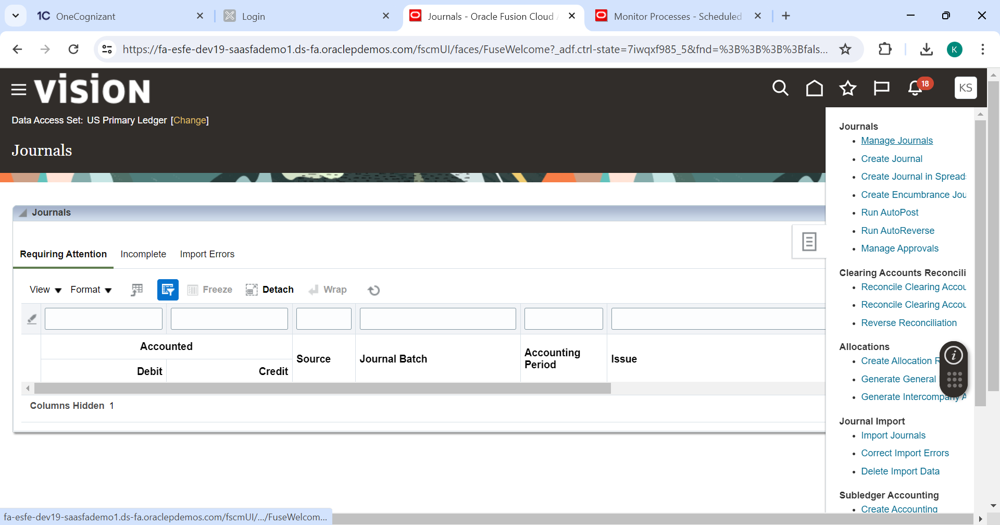 1C OneCognizant
Login
Journals - Oracle Fusion Cloud A
Monitor Processes - Scheduled
https://fa-esfe-dev19-saasfademo1.ds-fa.oraclepdemos.com/fscmUI/faces/FuseWelcome?_adf.ctrl-state=7iwqxf985_5&fnd=%3B%3B%3B%3Bfals...
K
VISION
18
KS
Data Access Set: US Primary Ledger [Change]
Journals
Journals
Requiring Attention Incomplete Import Errors
View Format Freeze Detach Wrap
Accounted
Debit Credit
Source
Journal Batch
Accounting
Period
Issue
Columns Hidden 1
Journals
Manage Journals
Create Journal
Create Journal in Spreads
Create Encumbrance Jou
Run AutoPost
Run AutoReverse
Manage Approvals
Clearing Accounts Reconcili
Reconcile Clearing Accou
Reconcile Clearing Accou
Reverse Reconciliation
Allocations
Create Allocation R
Generate General
Generate Intercompany A
Journal Import
Import Journals
Correct Import Errors
Delete Import Data
Subledger Accounting
Create Accounting
fa-esfe-dev19-saasfademo1.ds-fa.oraclepdemos.com/fscmUI/.../FuseWelcom...